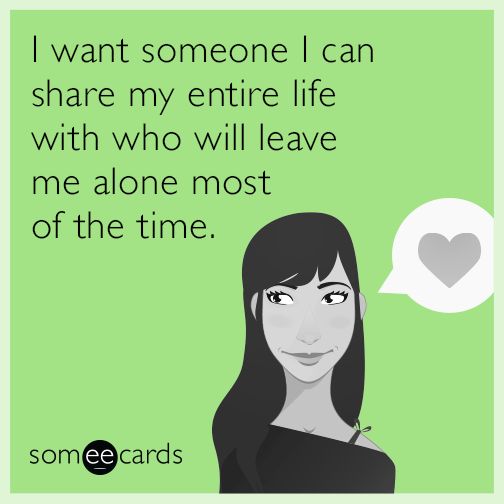 I want someone I can
share my entire life
with who will leave
me alone most
of the time.
someecards